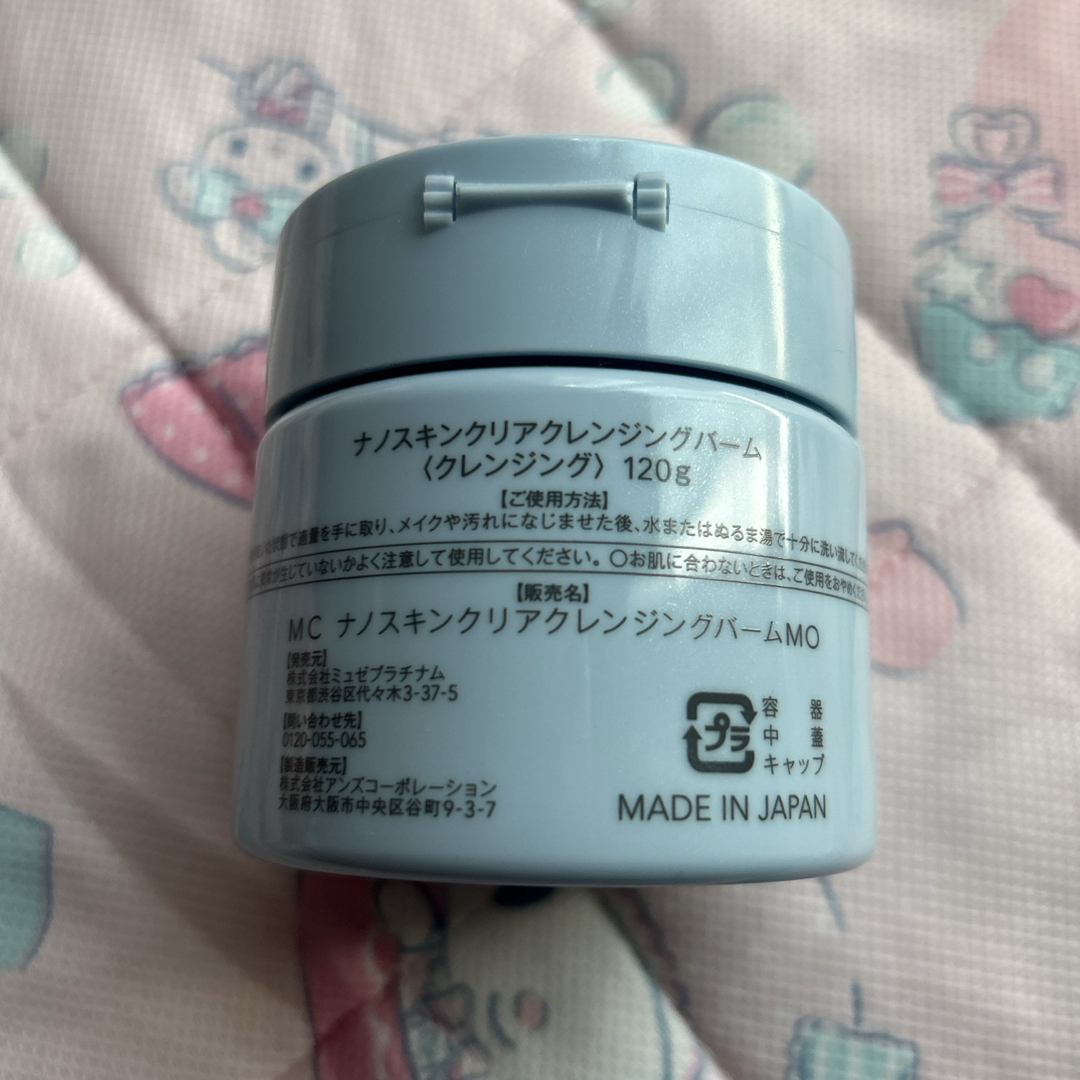 ナノスキンクリアクレンジングバーム
〈クレンジング〉 120g
【ご使用方法】
で適量を手に取り、メイクや汚れになじませた後、水またはぬるま湯で十分に洗い流して
が生じていないかよく注意して使用してください。○お肌に合わないときは、ご使用をおやめ
【販売名】
MC ナノスキンクリアクレンジングバームMO
【発売元】
株式会社ミュゼプラチナム
東京都渋谷区代々木3-37-5
【問い合わせ先】
0120-055-065
【製造販売元】
株式会社アンズコーポレーション
大阪府大阪市中央区谷町9-3-7
プラ
容器
中蓋
キャップ
MADE IN JAPAN